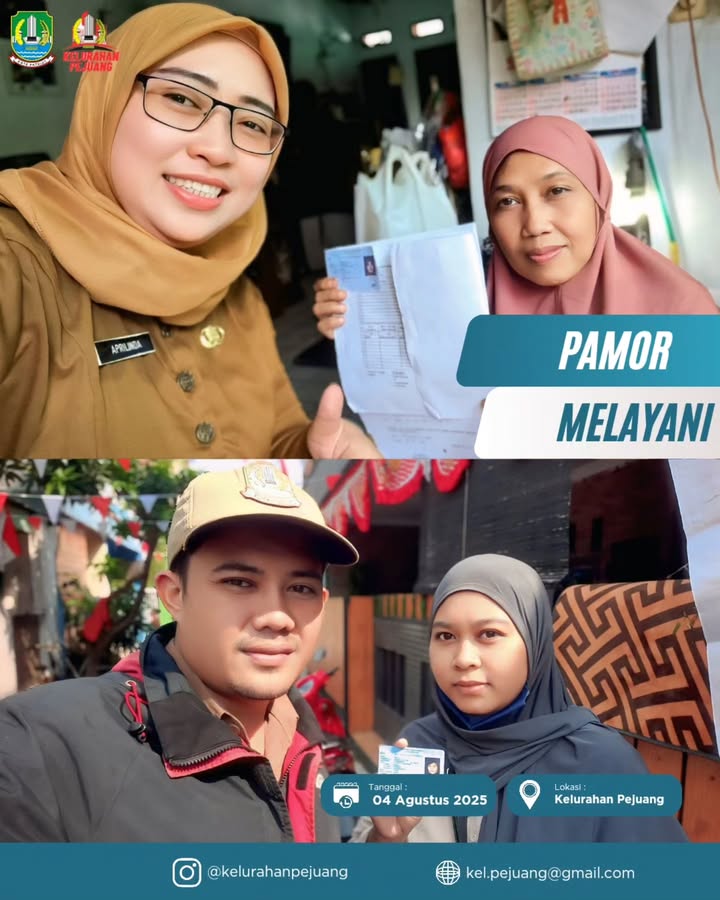 KELURAHAN
PEJUANG
APRILINDA
PAMOR
MELAYANI
Tanggal :
04 Agustus 2025
Lokasi :
Kelurahan Pejuang
@kelurahanpejuang
kel.pejuang@gmail.com